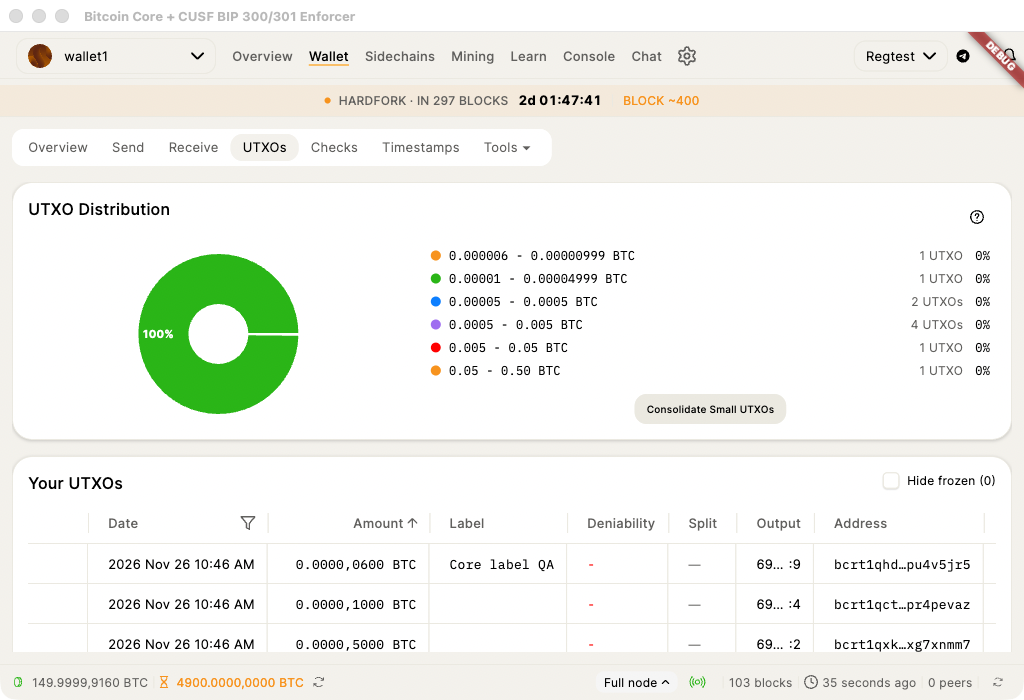 Bitcoin Core + CUSF BIP 300/301 Enforcer
wallet1 Overview Wallet Sidechains Mining Learn Console Chat Regtest DEBUG
HARDFORK · IN 297 BLOCKS 2d 01:47:41 BLOCK ~400
Overview Send Receive UTXOs Checks Timestamps Tools
UTXO Distribution
0.000006 - 0.00000999 BTC 1 UTXO 0%
0.00001 - 0.00004999 BTC 1 UTXO 0%
0.00005 - 0.0005 BTC 2 UTXOs 0%
0.0005 - 0.005 BTC 4 UTXOs 0%
100%
0.005 - 0.05 BTC 1 UTXO 0%
0.05 - 0.50 BTC 1 UTXO 0%
Consolidate Small UTXOs
Your UTXOs Hide frozen (0)
Date Amount Label Deniability Split Output Address
2026 Nov 26 10:46 AM 0.0000,0600 BTC Core label QA - — 69... :9 bcrt1qhd…pu4v5jr5
2026 Nov 26 10:46 AM 0.0000,1000 BTC - — 69... :4 bcrt1qct…pr4pevaz
2026 Nov 26 10:46 AM 0.0000,5000 BTC - — 69... :2 bcrt1qxk…xg7xnmm7
149.9999,9160 BTC 4900.0000,0000 BTC Full node 103 blocks 35 seconds ago 0 peers